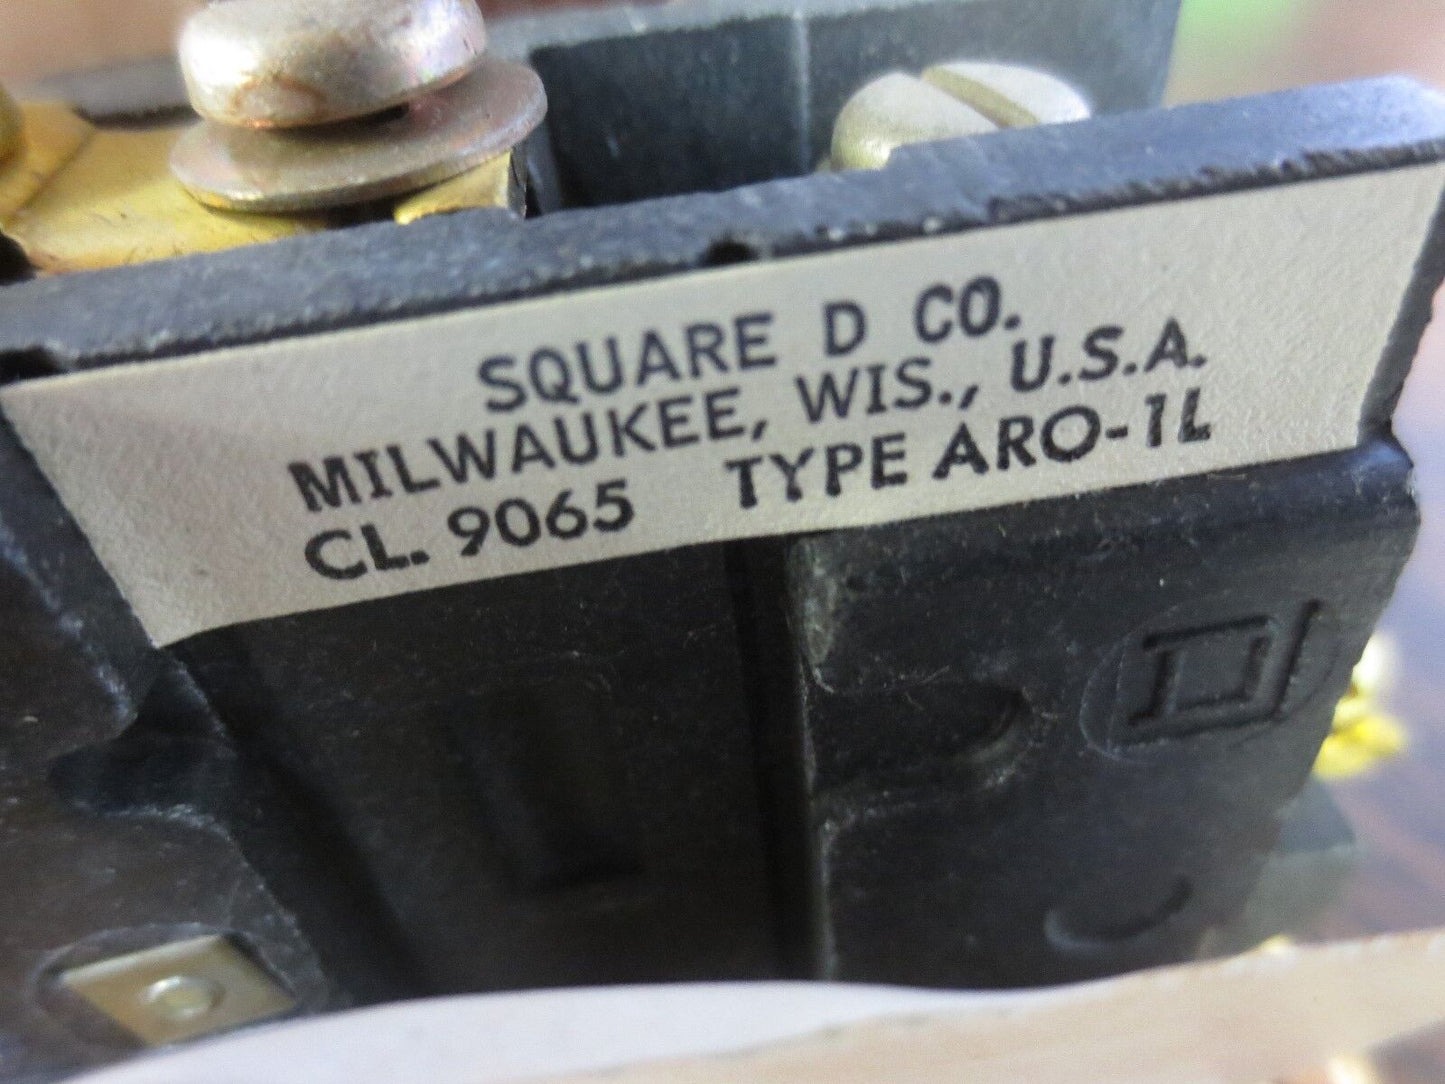 SQUARE D CO.
MILWAUKEE, WIS., U.S.A.
CL. 9065 TYPE ARO-1L